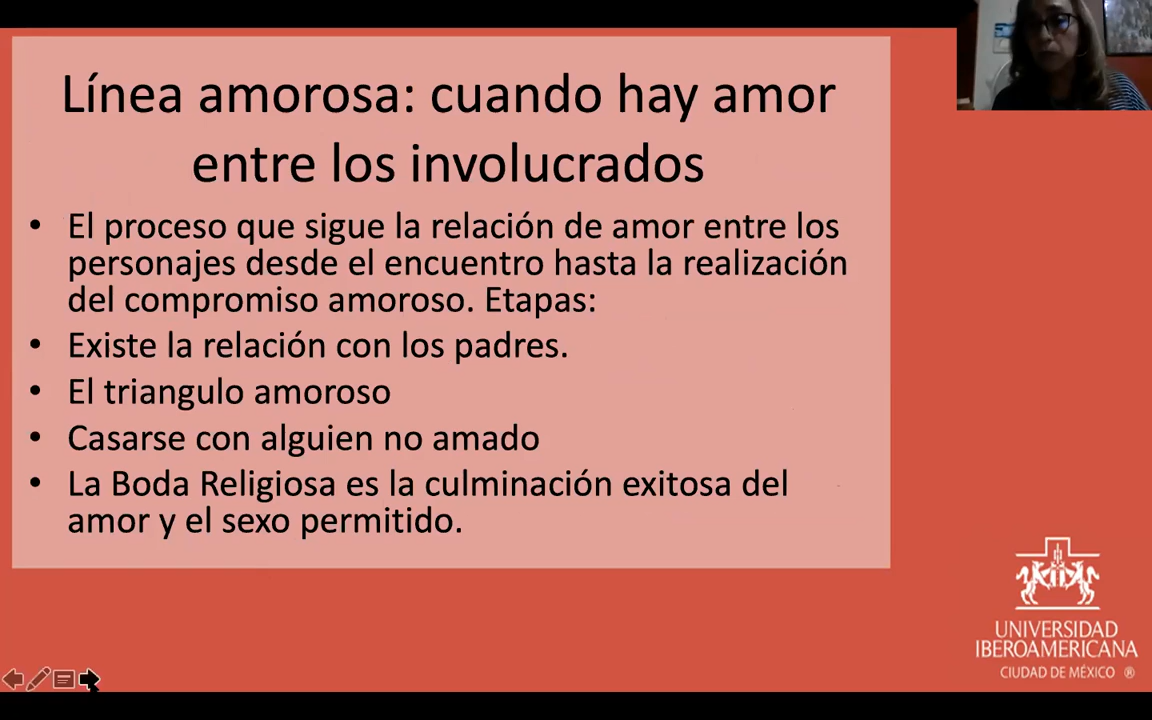 Línea amorosa: cuando hay amor
entre los involucrados
• El proceso que sigue la relación de amor entre los
personajes desde el encuentro hasta la realización
del compromiso amoroso. Etapas:
• Existe la relación con los padres.
• El triangulo amoroso
• Casarse con alguien no amado
• La Boda Religiosa es la culminación exitosa del
amor y el sexo permitido.
UNIVERSIDAD
IBEROAMERICANA
CIUDAD DE MÉXICO ®